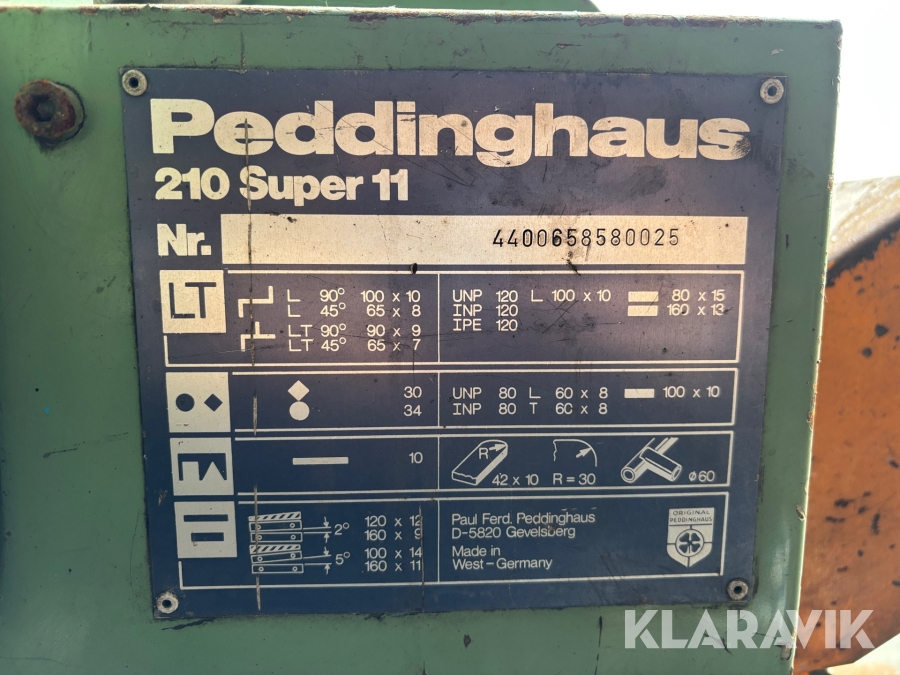 Peddinghaus
210 Super 11
Nr. 4400658580025
LT
L 90° 100 x 10
L 45° 65 x 8
LT 90° 90 x 9
LT 45° 65 x 7
UNP 120 L 100 x 10 80 x 15
INP 120 160 x 13
IPE 120
30
34
UNP 80 L 60 x 8 100 x 10
INP 80 T 60 x 8
10
R
42 x 10 R = 30 ø60
2° 120 x 12
160 x 9
5° 100 x 14
160 x 11
Paul Ferd. Peddinghaus
D-5820 Gevelsberg
Made in
West-Germany
ORIGINAL
PEDDINGHAUS
KLARAVIK